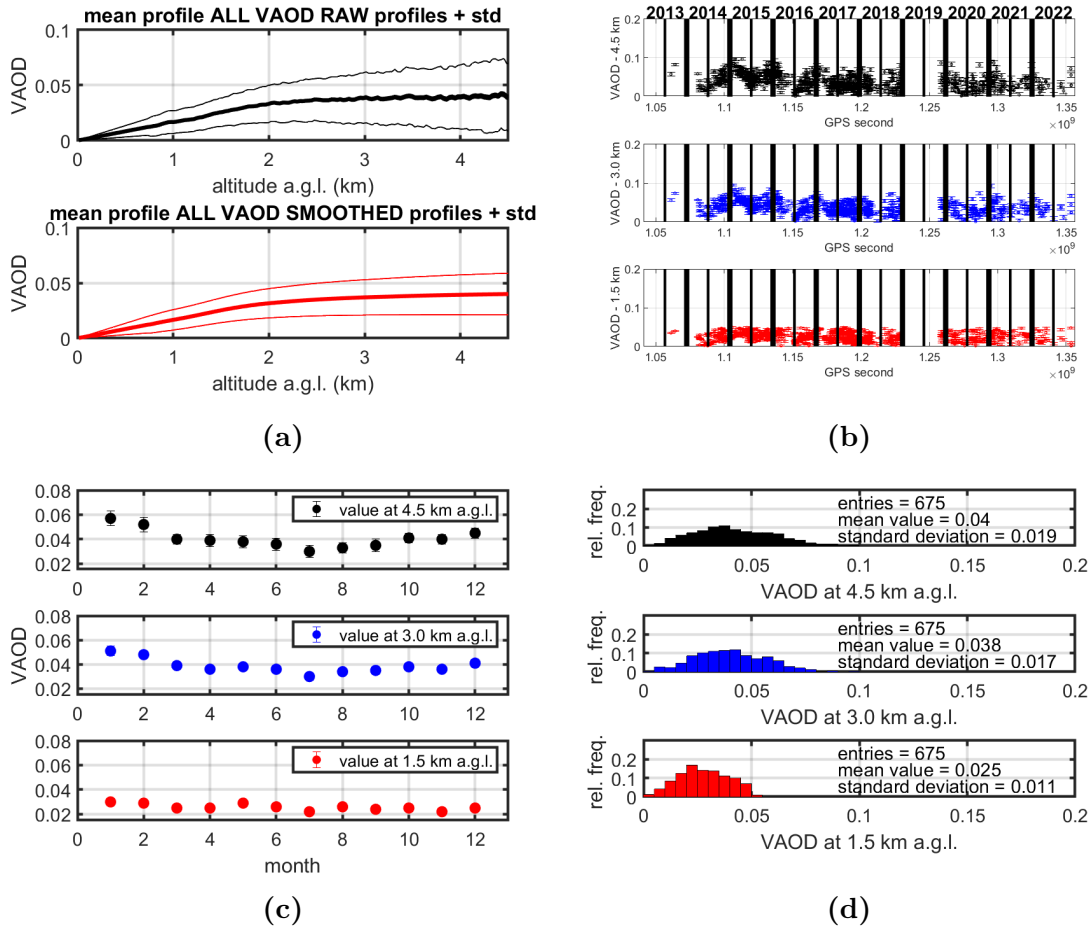 mean profile ALL VAOD RAW profiles + std
0.1
0.05
0
VAOD
0 1 2 3 4
altitude a.g.l. (km)
mean profile ALL VAOD SMOOTHED profiles + std
0.1
0.05
0
VAOD
0 1 2 3 4
altitude a.g.l. (km)
(a)
2013 2014 2015 2016 2017 2018 2019 2020 2021 2022
0.2
0.1
0
VAOD - 4.5 km
1.05 1.1 1.15 1.2 1.25 1.3 1.35
GPS second
×10⁹
0.2
0.1
0
VAOD - 3.0 km
1.05 1.1 1.15 1.2 1.25 1.3 1.35
GPS second
×10⁹
0.2
0.1
0
VAOD - 1.5 km
1.05 1.1 1.15 1.2 1.25 1.3 1.35
GPS second
×10⁹
(b)
0.08
0.06
0.04
0.02
value at 4.5 km a.g.l.
0 2 4 6 8 10 12
0.08
0.06
0.04
0.02
VAOD
value at 3.0 km a.g.l.
0 2 4 6 8 10 12
0.08
0.06
0.04
0.02
value at 1.5 km a.g.l.
0 2 4 6 8 10 12
month
(c)
0.2
0.1
0
rel. freq.
entries = 675
mean value = 0.04
standard deviation = 0.019
0 0.05 0.1 0.15 0.2
VAOD at 4.5 km a.g.l.
0.2
0.1
0
rel. freq.
entries = 675
mean value = 0.038
standard deviation = 0.017
0 0.05 0.1 0.15 0.2
VAOD at 3.0 km a.g.l.
0.2
0.1
0
rel. freq.
entries = 675
mean value = 0.025
standard deviation = 0.011
0 0.05 0.1 0.15 0.2
VAOD at 1.5 km a.g.l.
(d)